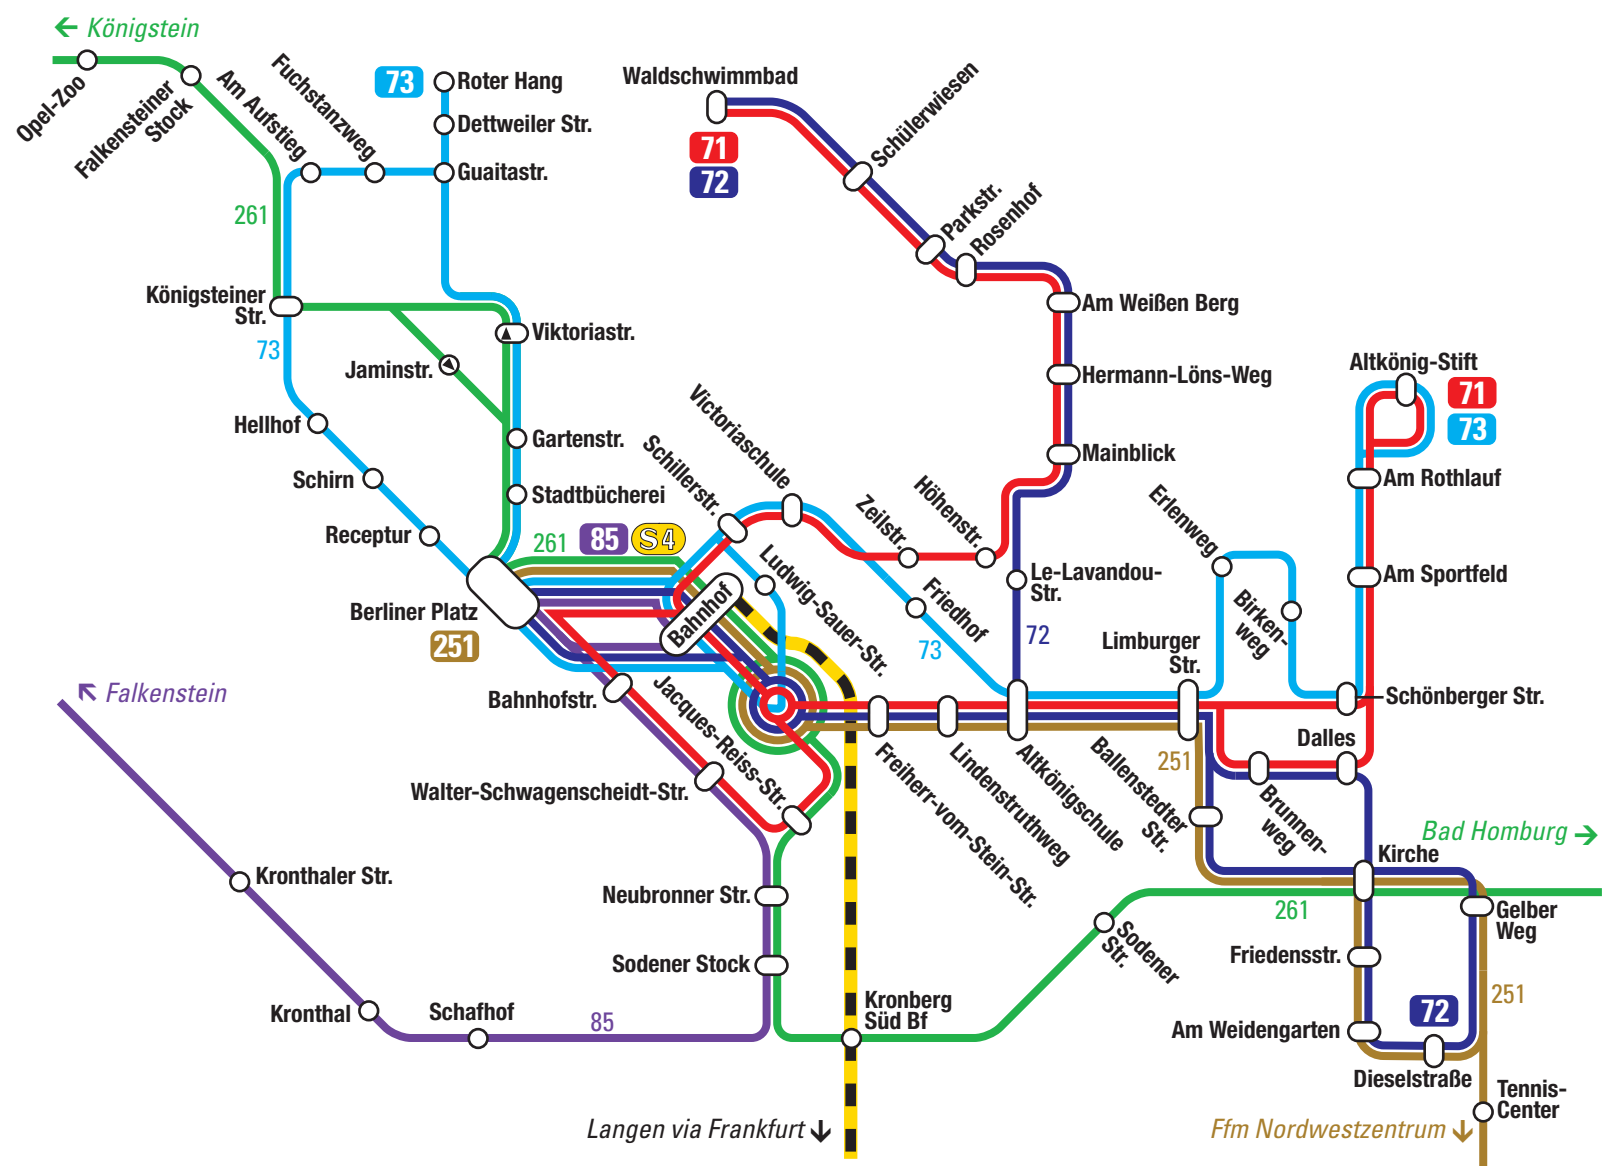 ← Königstein
Opel-Zoo
Falkensteiner
Stock
Am Aufstieg
Fuchstanzweg
73
Roter Hang
Dettweiler Str.
Guaitastr.
Waldschwimmbad
71
72
Schülerwiesen
Parkstr.
Rosenhof
261
Königsteiner
Str.
73
Viktoriastr.
Jaminstr.
Am Weißen Berg
Hermann-Löns-Weg
Mainblick
Altkönig-Stift
71
73
Am Rothlauf
Am Sportfeld
Hellhof
Schirn
Receptur
Gartenstr.
Stadtbücherei
261
85
S4
Schillerstr.
Victoriaschule
Zeilstr.
Höhenstr.
Ludwig-Sauer-Str.
Friedhof
73
Le-Lavandou-
Str.
72
Erlenweg
Birken-
weg
Limburger
Str.
Berliner Platz
251
Bahnhof
Schönberger Str.
Dalles
Falkenstein
Bahnhofstr.
Jacques-Reiss-Str.
Walter-Schwagenscheidt-Str.
Freiherr-vom-Stein-Str.
Lindenstruthweg
Altkönigschule
Ballenstedter
Str.
251
Brunnen-
weg
Bad Homburg →
Kirche
Kronthaler Str.
Neubronner Str.
261
Sodener
Str.
Gelber
Weg
Sodener Stock
Friedensstr.
251
Kronthal
Schafhof
85
Kronberg
Süd Bf
72
Am Weidengarten
Dieselstraße
Tennis-
Center
Langen via Frankfurt ↓
Ffm Nordwestzentrum ↓